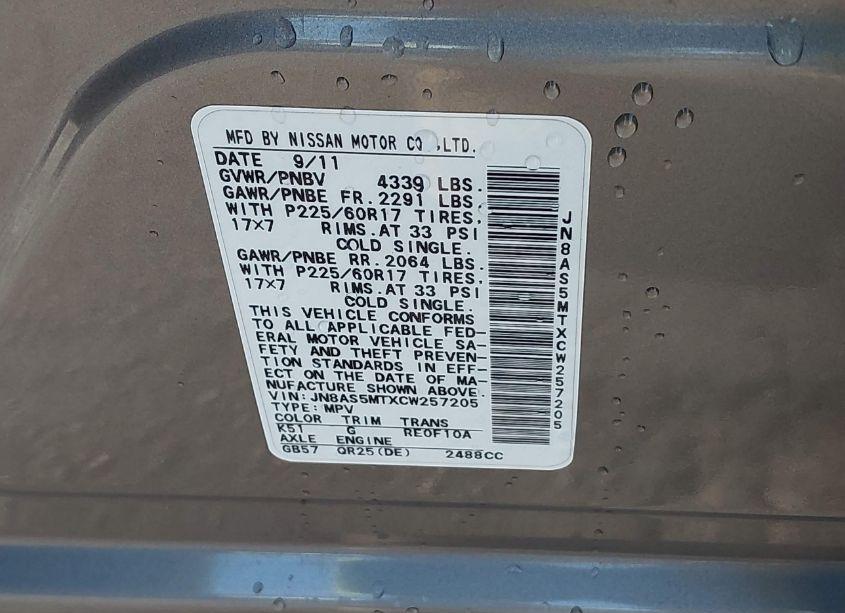 MFD BY NISSAN MOTOR CO.,LTD.
DATE 9/11
GVWR/PNBV 4339 LBS.
GAWR/PNBE FR.2291 LBS.
WITH P225/60R17 TIRES,
17×7 RIMS.AT 33 PSI
COLD SINGLE.
GAWR/PNBE RR.2064 LBS.
WITH P225/60R17 TIRES,
17×7 RIMS.AT 33 PSI
COLD SINGLE.
THIS VEHICLE CONFORMS
TO ALL APPLICABLE FED-
ERAL MOTOR VEHICLE SA-
FETY AND THEFT PREVEN-
TION STANDARDS IN EFF-
ECT ON THE DATE OF MA-
NUFACTURE SHOWN ABOVE.
VIN:JN8AS5MTXCW257205
TYPE:MPV
COLOR TRIM TRANS
K51 G RE0F10A
AXLE ENGINE
GB57 QR25(DE) 2488CC
JN8AS5MTXCW257205